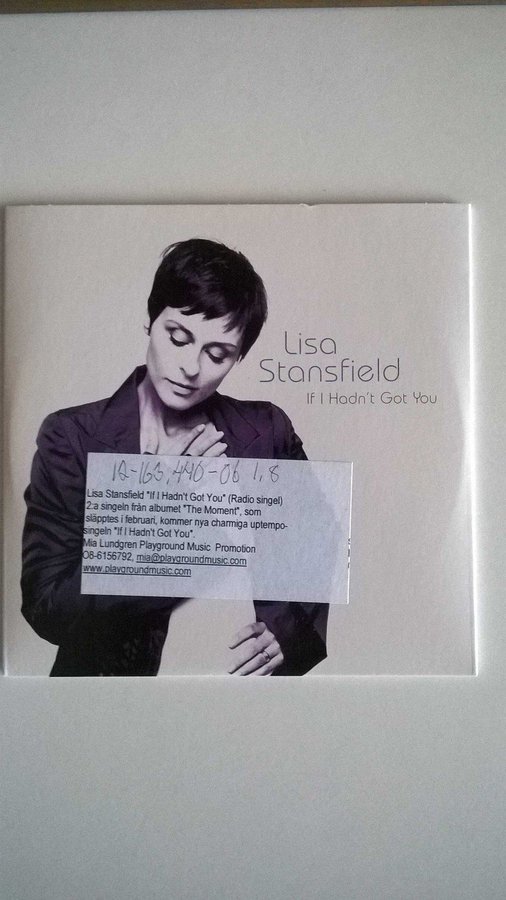 Lisa
Stansfield
If I Hadn't Got You
12-163,440-06 1,8
Lisa Stansfield "If I Hadn't Got You" (Radio singel)
2:a singeln från albumet "The Moment", som
släpptes i februari, kommer nya charmiga uptempo-
singeln "If I Hadn't Got You".
Mia Lundgren Playground Music Promotion
O8-6156792, mia@playgroundmusic.com
www.playgroundmusic.com